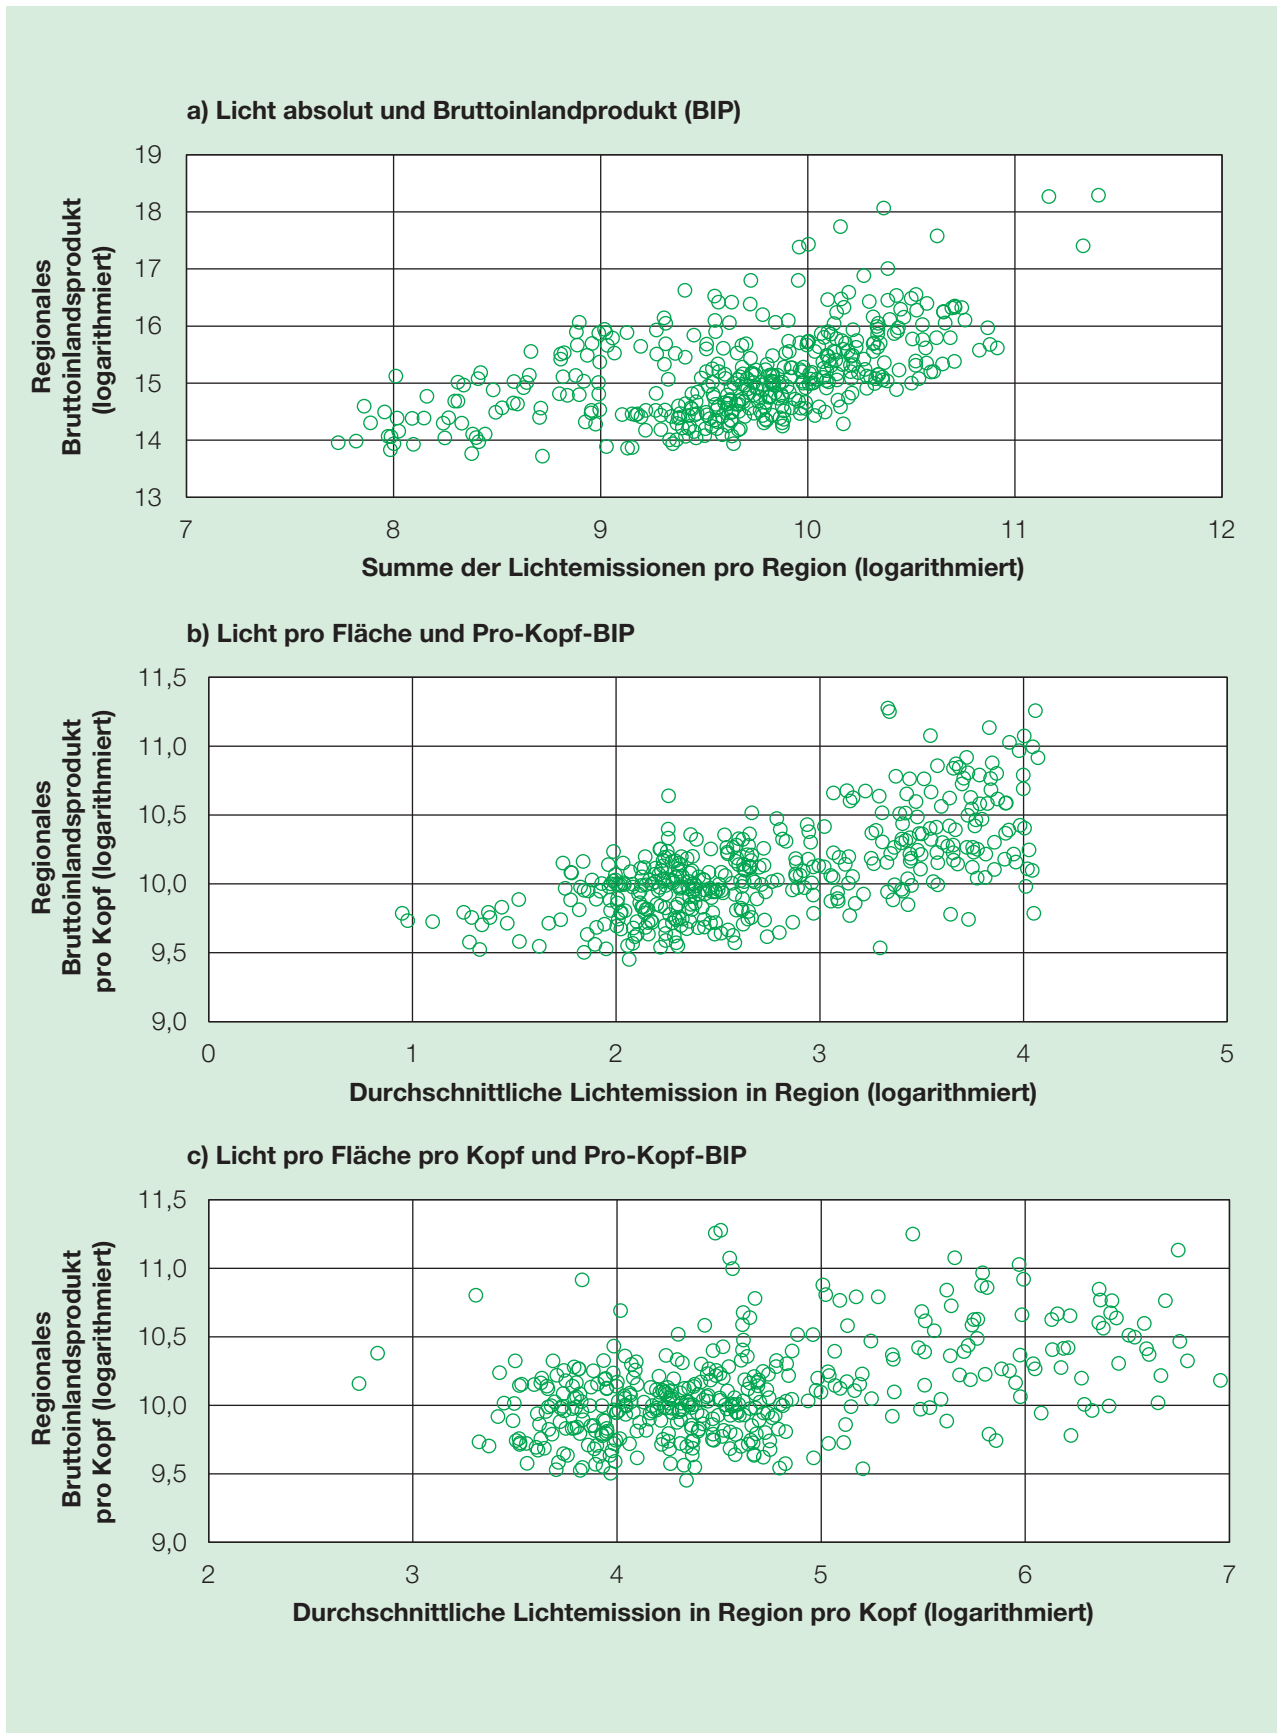 a) Licht absolut und Bruttoinlandprodukt (BIP)
Regionales
Bruttoinlandsprodukt
(logarithmiert)
19
18
17
16
15
14
13
7 8 9 10 11 12
Summe der Lichtemissionen pro Region (logarithmiert)
b) Licht pro Fläche und Pro-Kopf-BIP
Regionales
Bruttoinlandsprodukt
pro Kopf (logarithmiert)
11,5
11,0
10,5
10,0
9,5
9,0
0 1 2 3 4 5
Durchschnittliche Lichtemission in Region (logarithmiert)
c) Licht pro Fläche pro Kopf und Pro-Kopf-BIP
Regionales
Bruttoinlandsprodukt
pro Kopf (logarithmiert)
11,5
11,0
10,5
10,0
9,5
9,0
2 3 4 5 6 7
Durchschnittliche Lichtemission in Region pro Kopf (logarithmiert)